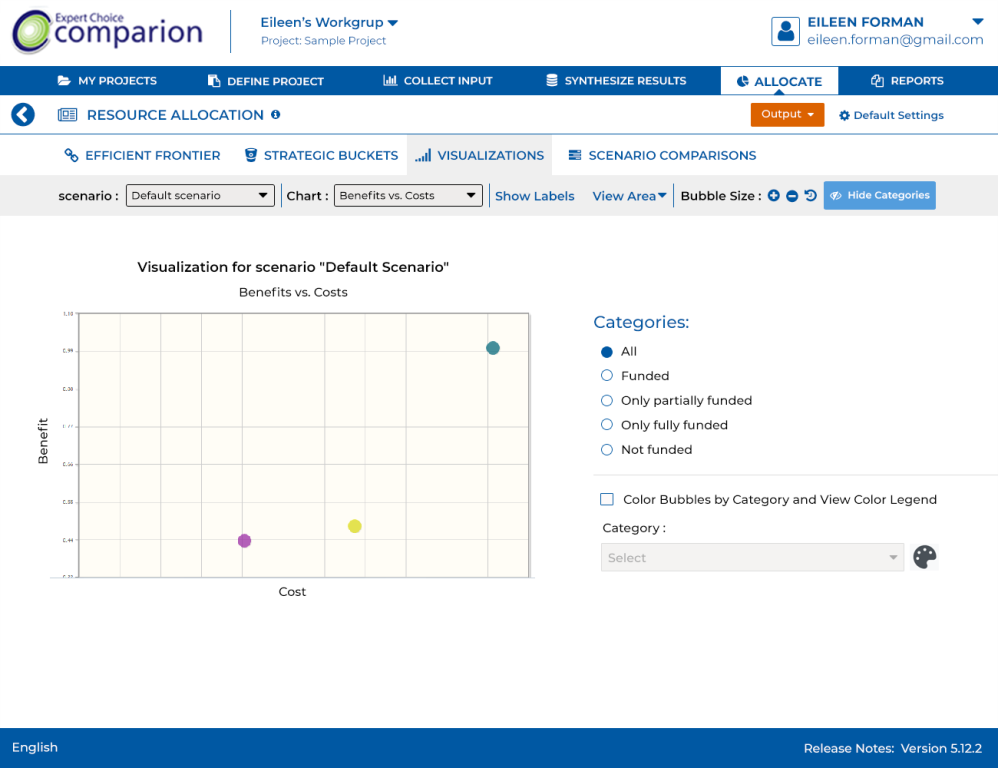 Expert Choice
comparion
Eileen's Workgrup
Project: Sample Project
EILEEN FORMAN
eileen.forman@gmail.com
MY PROJECTS
DEFINE PROJECT
COLLECT INPUT
SYNTHESIZE RESULTS
ALLOCATE
REPORTS
RESOURCE ALLOCATION
Output
Default Settings
EFFICIENT FRONTIER
STRATEGIC BUCKETS
VISUALIZATIONS
SCENARIO COMPARISONS
scenario :
Default scenario
Chart :
Benefits vs. Costs
Show Labels
View Area
Bubble Size :
Hide Categories
Visualization for scenario "Default Scenario"
Benefits vs. Costs
Benefit
0.99
0.44
Cost
Categories:
All
Funded
Only partially funded
Only fully funded
Not funded
Color Bubbles by Category and View Color Legend
Category :
Select
English
Release Notes: Version 5.12.2